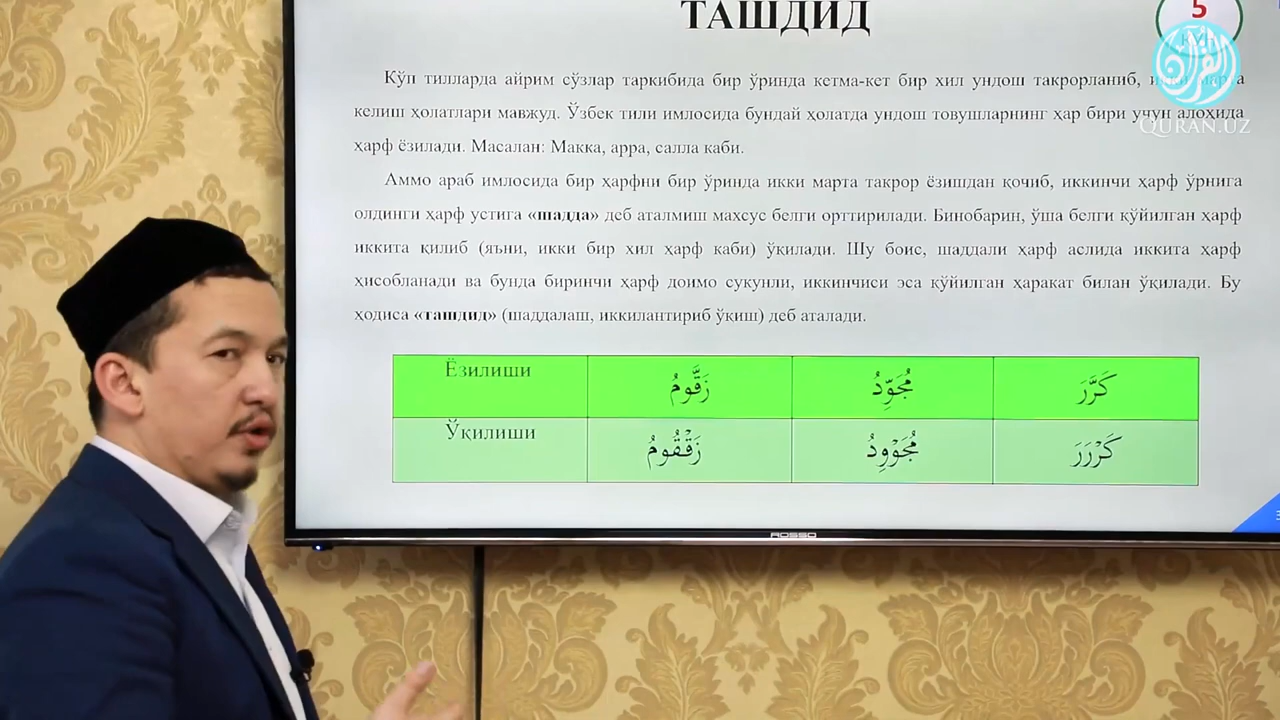 ТАШДИД
5
КУН
QURAN.UZ
Кўп тилларда айрим сўзлар таркибида бир ўринда кетма-кет бир хил ундош такрорланиб, икки марта
келиш ҳолатлари мавжуд. Ўзбек тили имлосида бундай ҳолатда ундош товушларнинг ҳар бири учун алоҳида
ҳарф ёзилади. Масалан: Макка, арра, салла каби.
Аммо араб имлосида бир ҳарфни бир ўринда икки марта такрор ёзишдан қочиб, иккинчи ҳарф ўрнига
олдинги ҳарф устига «шадда» деб аталмиш махсус белги орттирилади. Бинобарин, ўша белги қўйилган ҳарф
иккита қилиб (яъни, икки бир хил ҳарф каби) ўқилади. Шу боис, шаддали ҳарф аслида иккита ҳарф
ҳисобланади ва бунда биринчи ҳарф доимо сукунли, иккинчиси эса қўйилган ҳаракат билан ўқилади. Бу
ҳодиса «ташдид» (шаддалаш, иккилантириб ўқиш) деб аталади.
Ёзилиши زَقَّومُ مُجَوِّدُ كَرَّرَ
Ўқилиши زَقْقُومُ مُجَوْوِدُ كَرْرَرَ
ROSSO